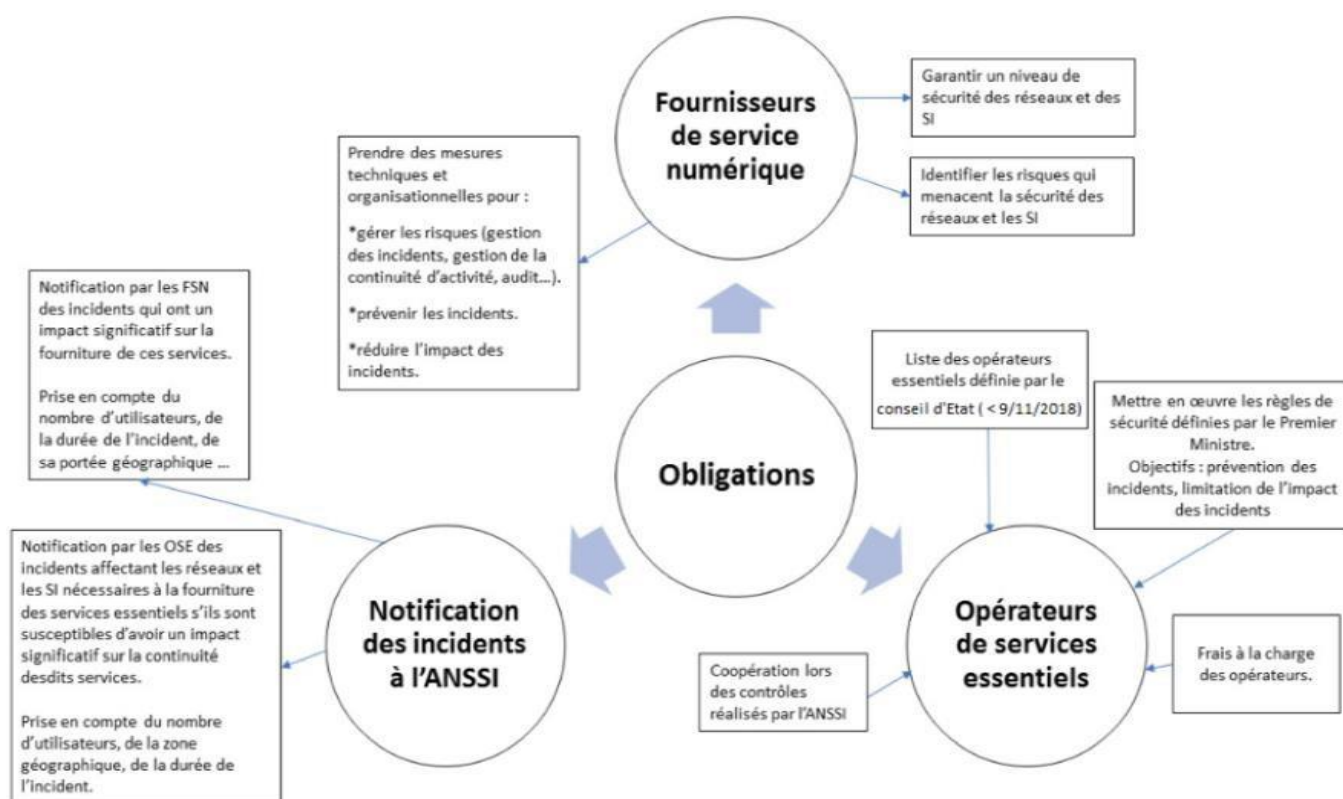 Fournisseurs
de service
numérique
Garantir un niveau de
sécurité des réseaux et des
SI
Identifier les risques qui
menacent la sécurité des
réseaux et les SI
Prendre des mesures
techniques et
organisationnelles pour :
*gérer les risques (gestion
des incidents, gestion de la
continuité d'activité, audit...).
*prévenir les incidents.
*réduire l'impact des
incidents.
Notification par les FSN
des incidents qui ont un
impact significatif sur la
fourniture de ces services.
Prise en compte du
nombre d'utilisateurs, de
la durée de l'incident, de
sa portée géographique ...
Liste des opérateurs
essentiels définie par le
conseil d'Etat ( < 9/11/2018)
Mettre en œuvre les règles de
sécurité définies par le Premier
Ministre.
Objectifs : prévention des
incidents, limitation de l'impact
des incidents
Obligations
Notification par les OSE des
incidents affectant les réseaux et
les SI nécessaires à la fourniture
des services essentiels s'ils sont
susceptibles d'avoir un impact
significatif sur la continuité
desdits services.
Prise en compte du nombre
d'utilisateurs, de la zone
géographique, de la durée de
l'incident.
Notification
des incidents
à l'ANSSI
Opérateurs
de services
essentiels
Coopération lors
des contrôles
réalisés par l'ANSSI
Frais à la charge
des opérateurs.